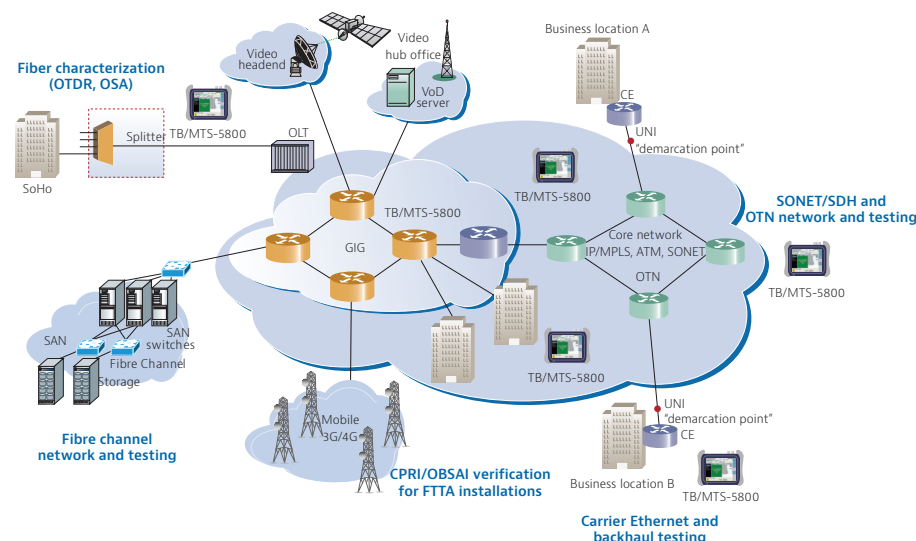 Business location A
Video
headend
Video
hub office
VoD
server
Fiber characterization
(OTDR, OSA)
CE
Splitter
TB/MTS-5800
OLT
UNI
“demarcation point”
SoHo
TB/MTS-5800
SONET/SDH and
OTN network and testing
TB/MTS-5800
GIG
Core network
IP/MPLS, ATM, SONET
OTN
TB/MTS-5800
SAN
SAN
switches
Fibre Channel
Storage
TB/MTS-5800
UNI
“demarcation point”
CE
Mobile
3G/4G
Fibre channel
network and testing
CPRI/OBSAI verification
for FTTA installations
Business location B
TB/MTS-5800
Carrier Ethernet and
backhaul testing